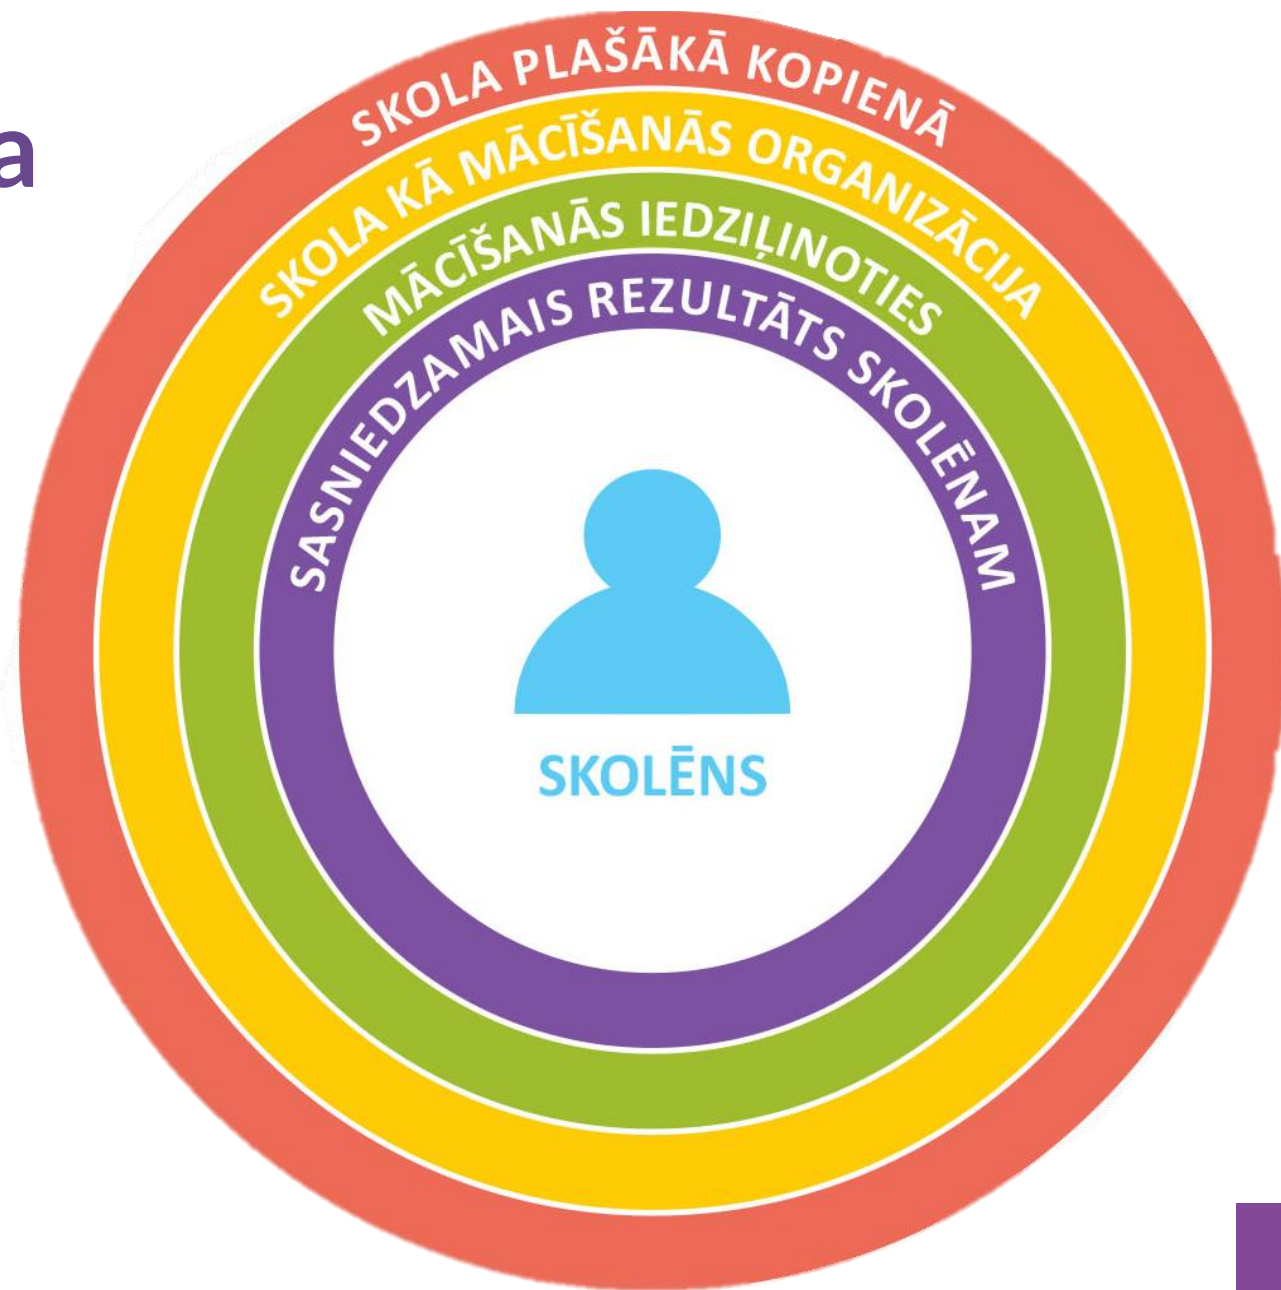 a
SKOLA PLAŠĀKĀ KOPIENĀ
SKOLA KĀ MĀCĪŠANĀS ORGANIZĀCIJA
MĀCĪŠANĀS IEDZIĻINOTIES
SASNIEDZAMAIS REZULTĀTS SKOLĒNAM
SKOLĒNS